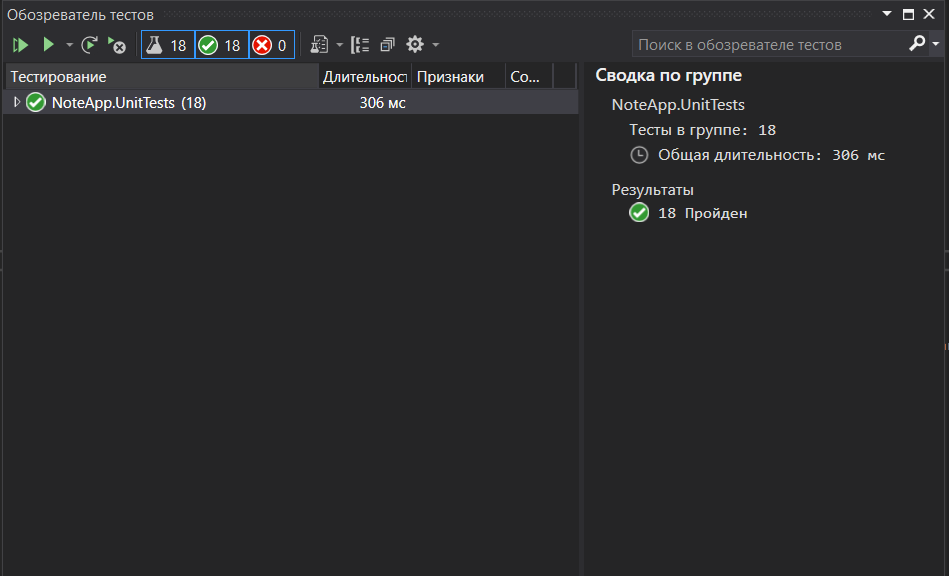 Обозреватель тестов
18 18 0
Поиск в обозревателе тестов
Тестирование Длительност Признаки Со...
NoteApp.UnitTests (18) 306 мс
Сводка по группе
NoteApp.UnitTests
Тесты в группе: 18
Общая длительность: 306 мс
Результаты
18 Пройден